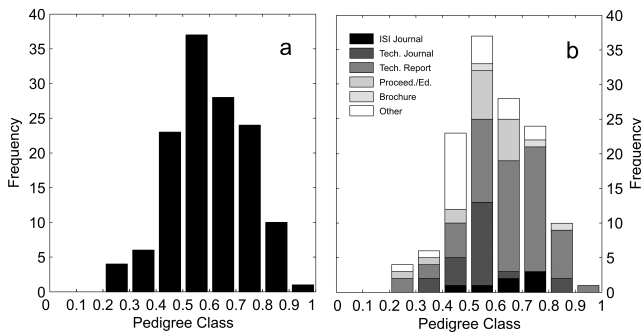 40
35
30
25
20
15
10
5
0
Frequency
a
0 0.1 0.2 0.3 0.4 0.5 0.6 0.7 0.8 0.9 1
Pedigree Class
b
ISI Journal
Tech. Journal
Tech. Report
Proceed./Ed.
Brochure
Other
40
35
30
25
20
15
10
5
0
Frequency
0 0.1 0.2 0.3 0.4 0.5 0.6 0.7 0.8 0.9 1
Pedigree Class